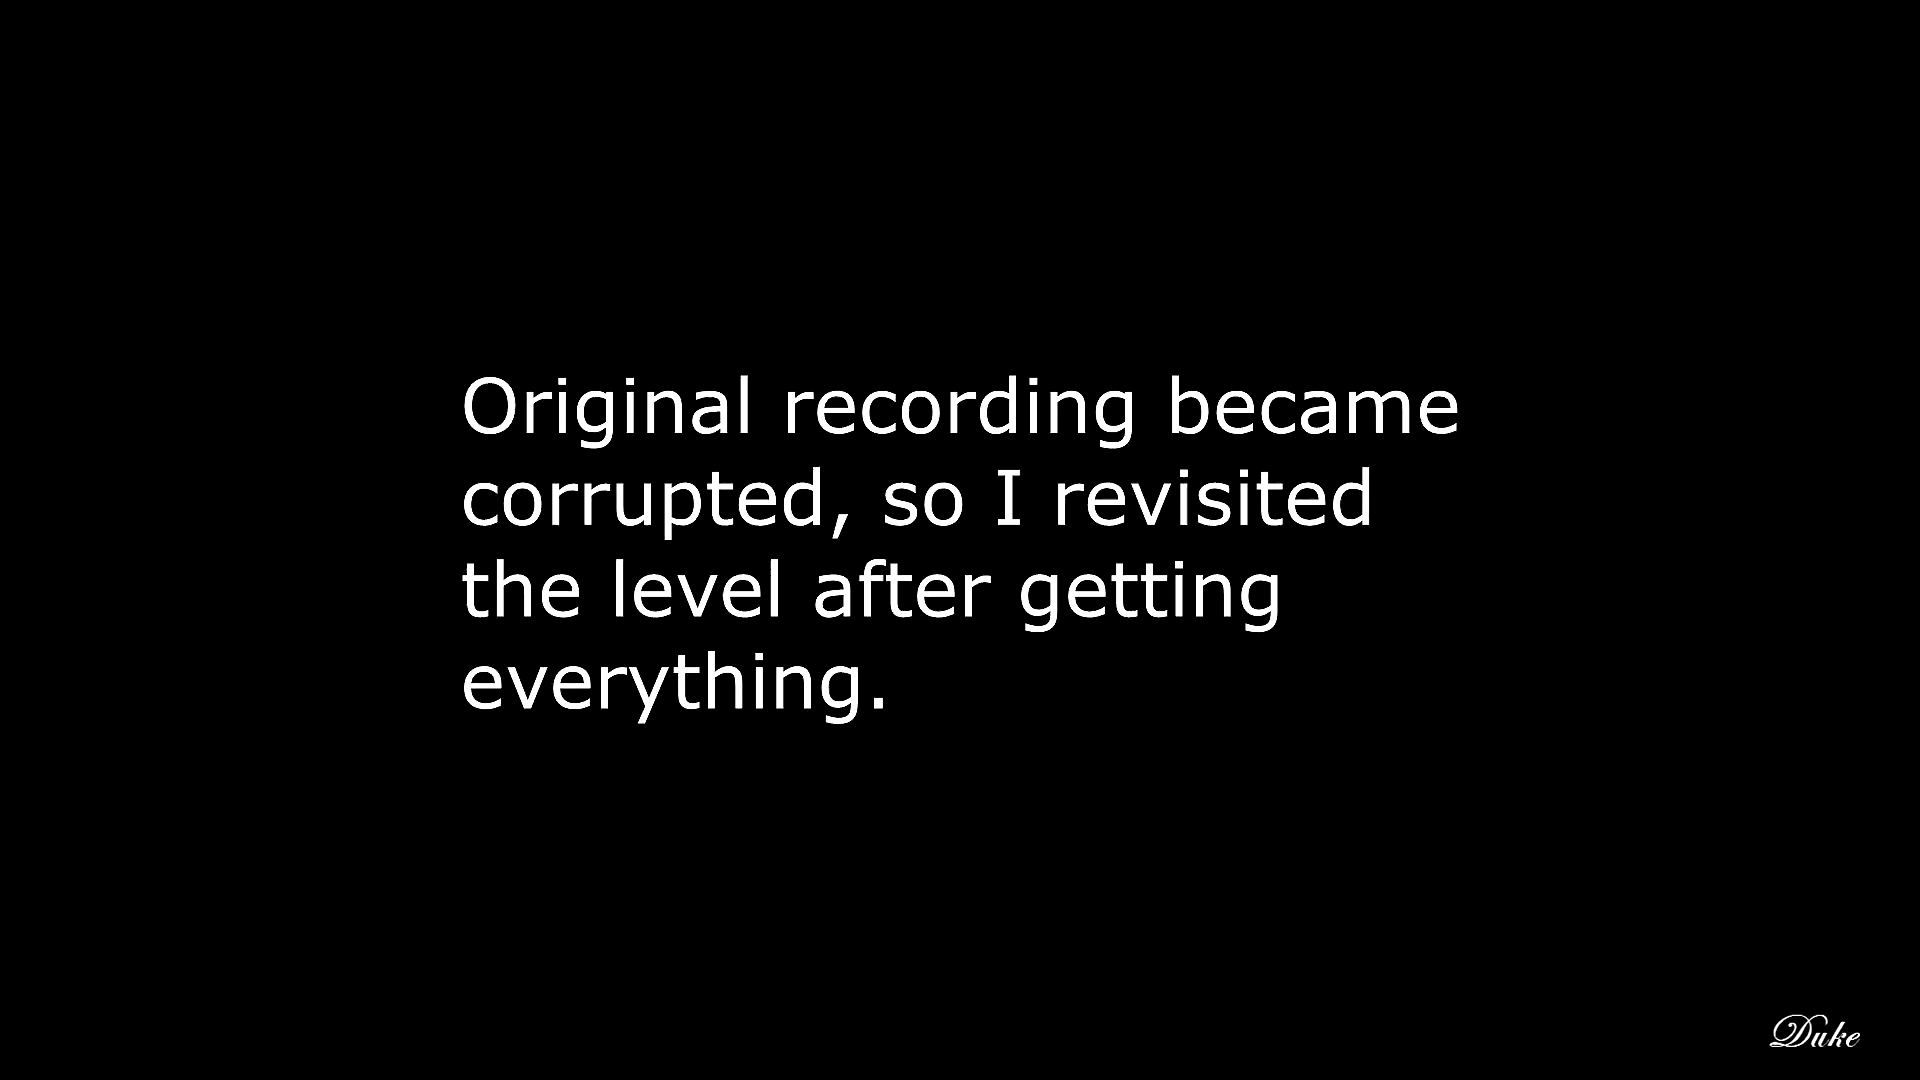 Original recording became
corrupted, so I revisited
the level after getting
everything.
Duke